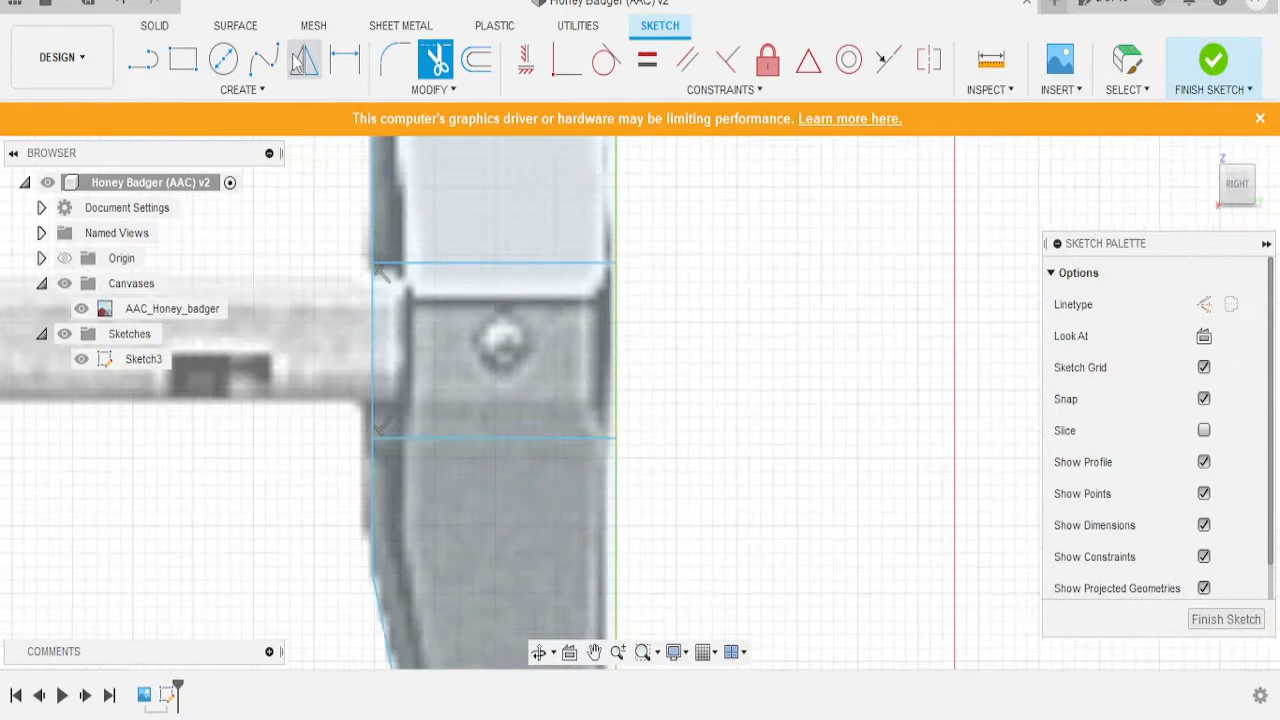 Honey Badger (AAC) v2
SOLID SURFACE MESH SHEET METAL PLASTIC UTILITIES SKETCH
DESIGN
CREATE MODIFY CONSTRAINTS INSPECT INSERT SELECT FINISH SKETCH
This computer's graphics driver or hardware may be limiting performance. Learn more here.
BROWSER
Honey Badger (AAC) v2
Document Settings
Named Views
Origin
Canvases
AAC_Honey_badger
Sketches
Sketch3
Z
RIGHT
X Y
SKETCH PALETTE
Options
Linetype
Look At
Sketch Grid
Snap
Slice
Show Profile
Show Points
Show Dimensions
Show Constraints
Show Projected Geometries
Finish Sketch
COMMENTS